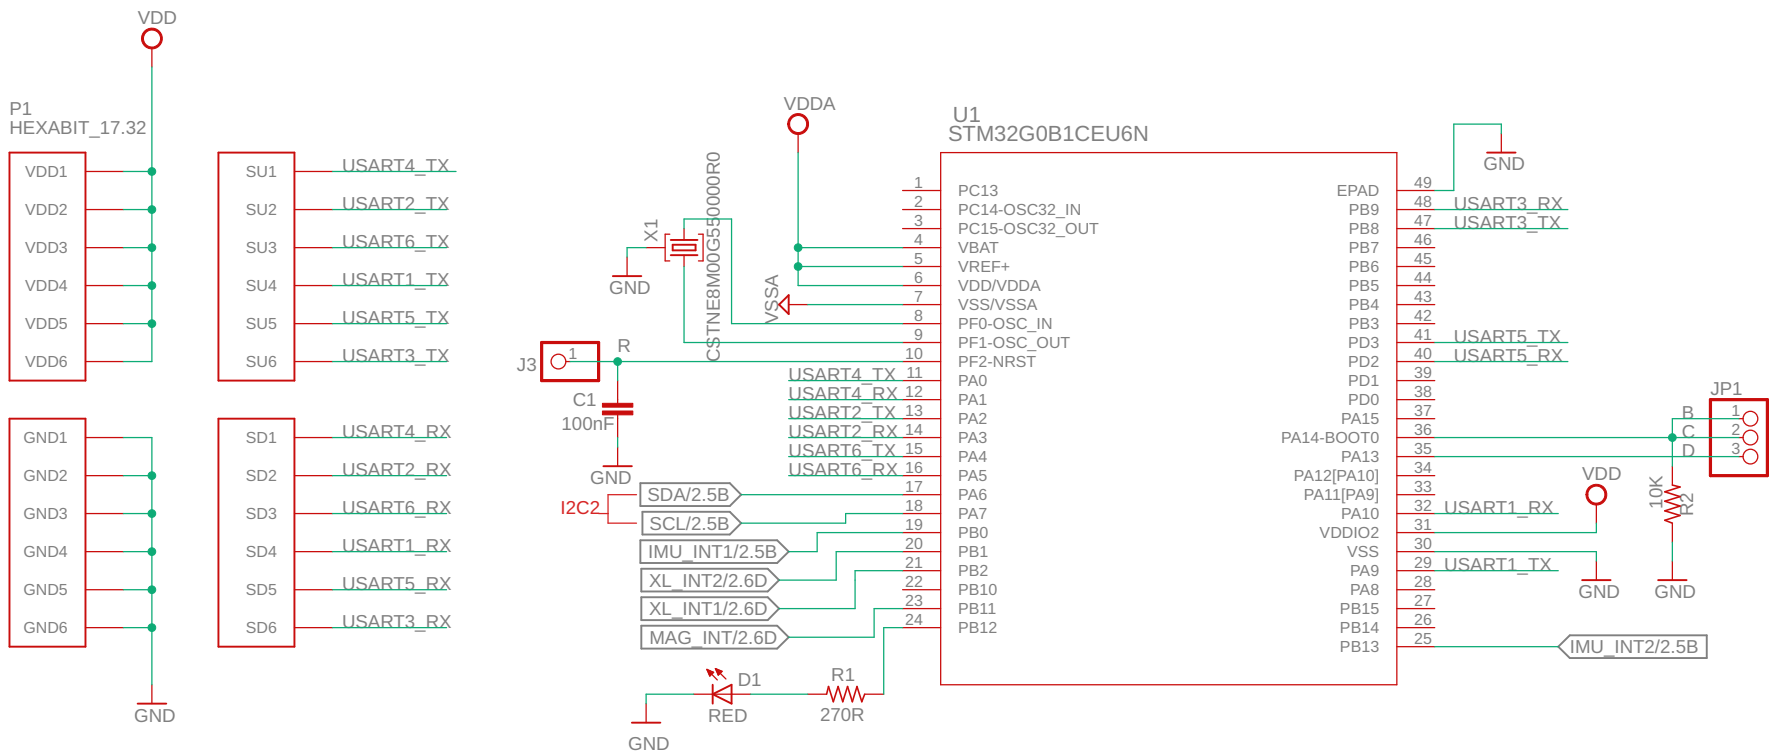 VDD
P1
HEXABIT_17.32
VDD1
VDD2
VDD3
VDD4
VDD5
VDD6
SU1 USART4_TX
SU2 USART2_TX
SU3 USART6_TX
SU4 USART1_TX
SU5 USART5_TX
SU6 USART3_TX
GND1
GND2
GND3
GND4
GND5
GND6
GND
SD1 USART4_RX
SD2 USART2_RX
SD3 USART6_RX
SD4 USART1_RX
SD5 USART5_RX
SD6 USART3_RX
VDDA
X1
CSTNE8M00G550000R0
GND
VSSA
J3
1
R
C1
100nF
GND
USART4_TX
USART4_RX
USART2_TX
USART2_RX
USART6_TX
USART6_RX
I2C2
SDA/2.5B
SCL/2.5B
IMU_INT1/2.5B
XL_INT2/2.6D
XL_INT1/2.6D
MAG_INT/2.6D
D1
RED
R1
270R
GND
U1
STM32G0B1CEU6N
1 PC13
2 PC14-OSC32_IN
3 PC15-OSC32_OUT
4 VBAT
5 VREF+
6 VDD/VDDA
7 VSS/VSSA
8 PF0-OSC_IN
9 PF1-OSC_OUT
10 PF2-NRST
11 PA0
12 PA1
13 PA2
14 PA3
15 PA4
16 PA5
17 PA6
18 PA7
19 PB0
20 PB1
21 PB2
22 PB10
23 PB11
24 PB12
EPAD 49
PB9 48
PB8 47
PB7 46
PB6 45
PB5 44
PB4 43
PB3 42
PD3 41
PD2 40
PD1 39
PD0 38
PA15 37
PA14-BOOT0 36
PA13 35
PA12[PA10] 34
PA11[PA9] 33
PA10 32
VDDIO2 31
VSS 30
PA9 29
PA8 28
PB15 27
PB14 26
PB13 25
GND
USART3_RX
USART3_TX
USART5_TX
USART5_RX
JP1
B 1
C 2
D 3
VDD
10K
R2
USART1_RX
USART1_TX
GND
GND
IMU_INT2/2.5B